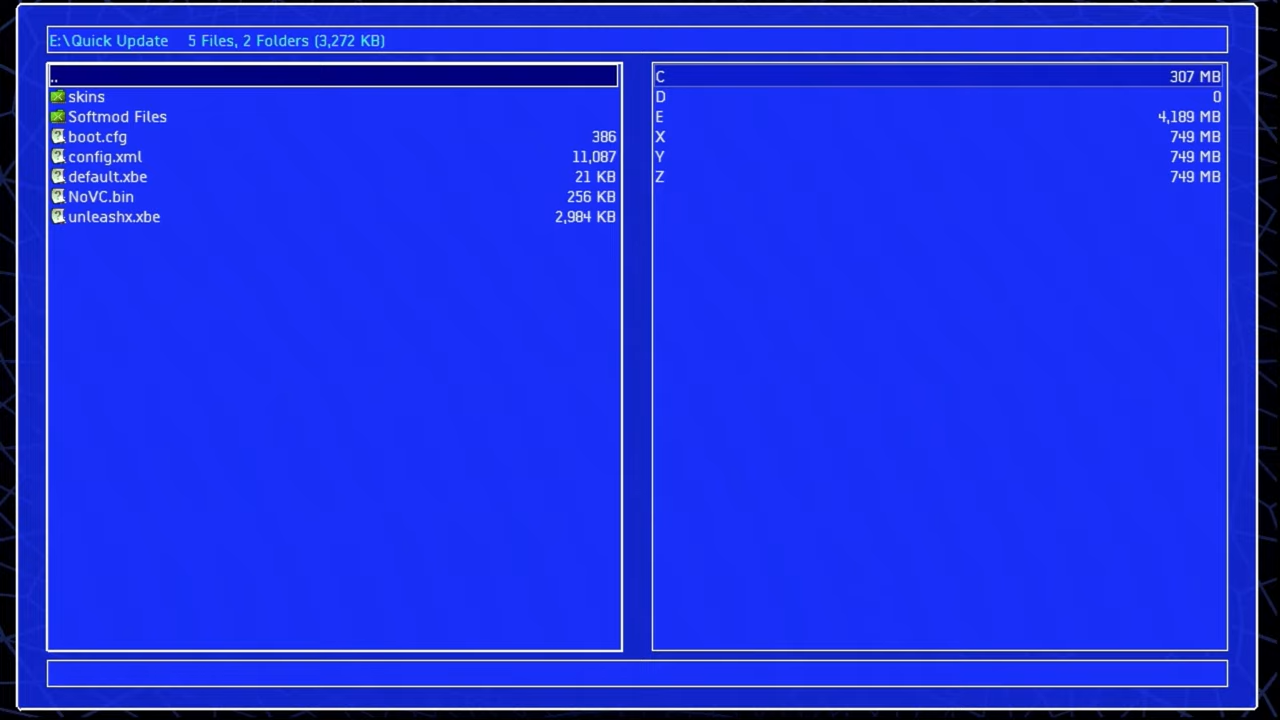 E:\Quick Update 5 Files, 2 Folders (3,272 KB)
..
skins
Softmod Files
boot.cfg 386
config.xml 11,087
default.xbe 21 KB
NoVC.bin 256 KB
unleashx.xbe 2,984 KB
C 307 MB
D 0
E 4,189 MB
X 749 MB
Y 749 MB
Z 749 MB